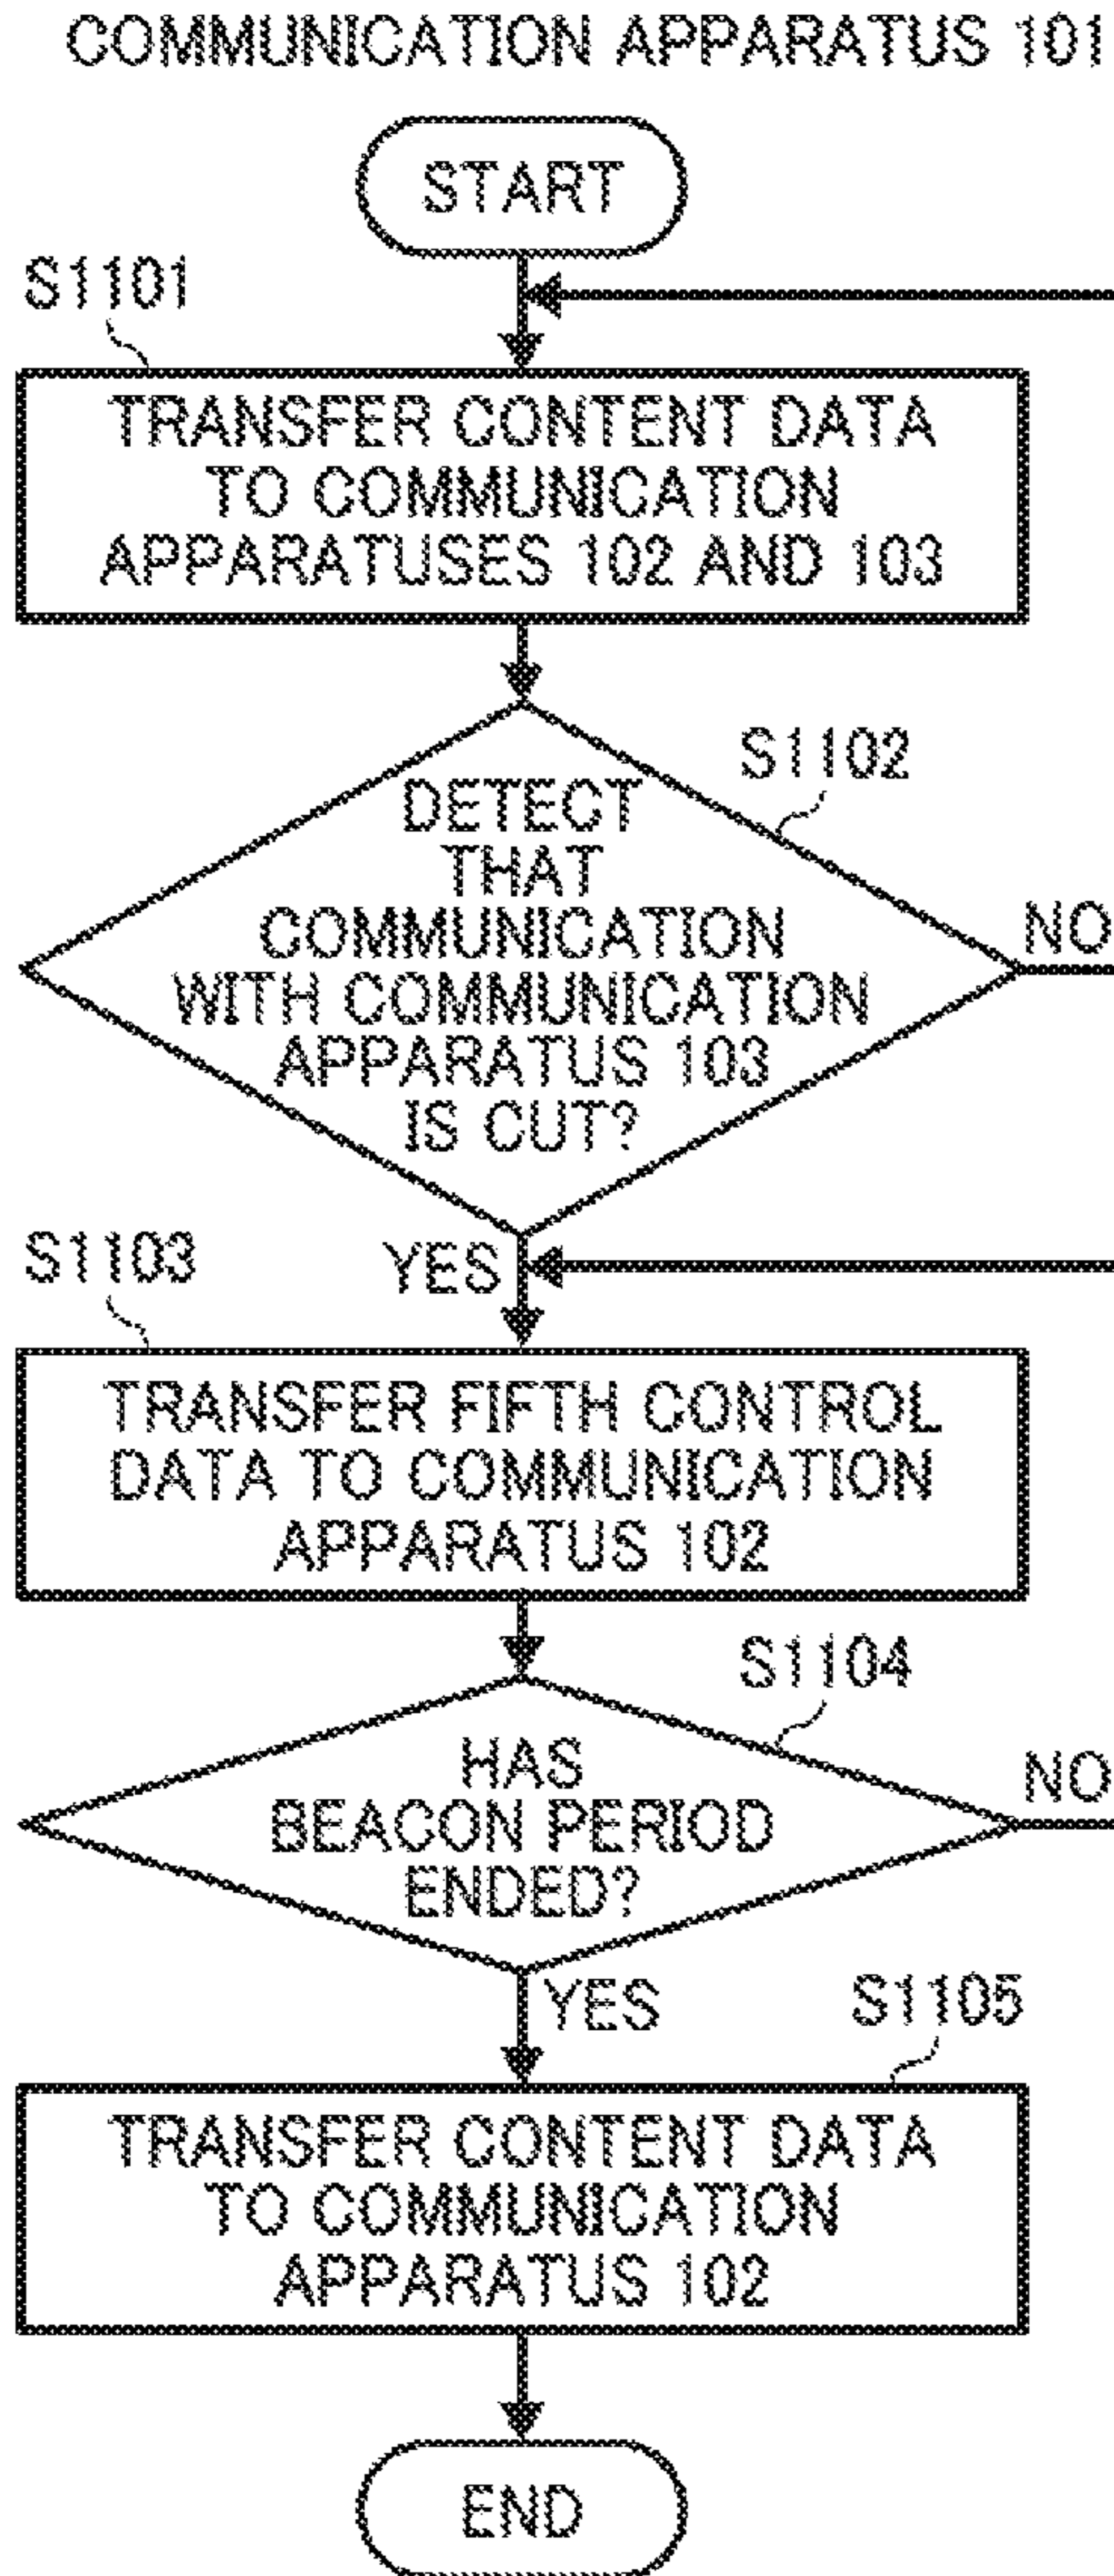 COMMUNICATION APPARATUS 101
START
S1101
TRANSFER CONTENT DATA
TO COMMUNICATION
APPARATUSES 102 AND 103
S1102
DETECT
THAT
COMMUNICATION
WITH COMMUNICATION
APPARATUS 103
IS CUT?
NO
YES
S1103
TRANSFER FIFTH CONTROL
DATA TO COMMUNICATION
APPARATUS 102
S1104
HAS
BEACON PERIOD
ENDED?
NO
YES
S1105
TRANSFER CONTENT DATA
TO COMMUNICATION
APPARATUS 102
END